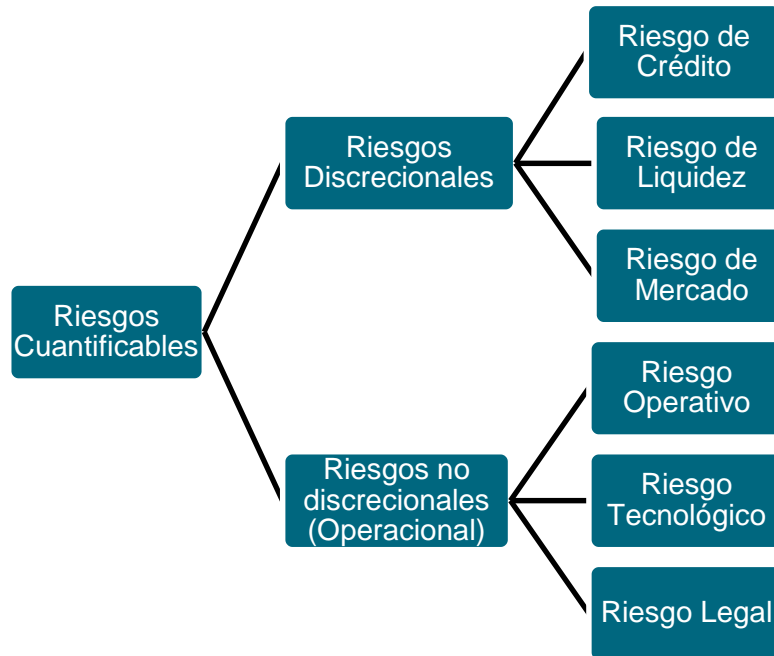 Riesgos
Cuantificables
Riesgos
Discrecionales
Riesgo de
Crédito
Riesgo de
Liquidez
Riesgo de
Mercado
Riesgos no
discrecionales
(Operacional)
Riesgo
Operativo
Riesgo
Tecnológico
Riesgo Legal